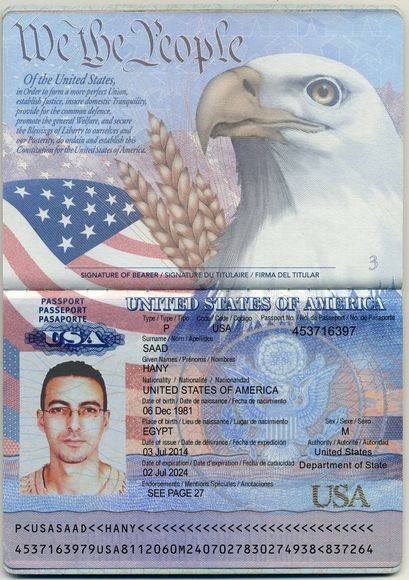 We the People
Of the United States,
in Order to form a more perfect Union,
establish Justice, insure domestic Tranquility,
provide for the common defence,
promote the general Welfare, and secure
the Blessings of Liberty to ourselves and
our Posterity, do ordain and establish this
Constitution for the United States of America.
3
SIGNATURE OF BEARER / SIGNATURE DU TITULAIRE / FIRMA DEL TITULAR
PASSPORT
PASSEPORT
PASAPORTE
USA
UNITED STATES OF AMERICA
Type / Type / Tipo Code / Code / Codigo Passport No. / No. de Passeport / No. de Pasaporte
P USA 453716397
Surname / Nom / Apellidos
SAAD
Given Names / Prénoms / Nombres
HANY
Nationality / Nationalité / Nacionalidad
UNITED STATES OF AMERICA
Date of birth / Date de naissance / Fecha de nacimiento
06 Dec 1981
Place of birth / Lieu de naissance / Lugar de nacimiento Sex / Sexe / Sexo
EGYPT M
Date of issue / Date de délivrance / Fecha de expedición Authority / Autorité / Autoridad
03 Jul 2014 United States
Date of expiration / Date d'expiration / Fecha de caducidad Department of State
02 Jul 2024
Endorsements / Mentions Spéciales / Anotaciones
SEE PAGE 27
USA
P<USASAAD<<HANY<<<<<<<<<<<<<<<<<<<<<<<<<<<<<
4537163979USA8112060M2407027830274938<837264